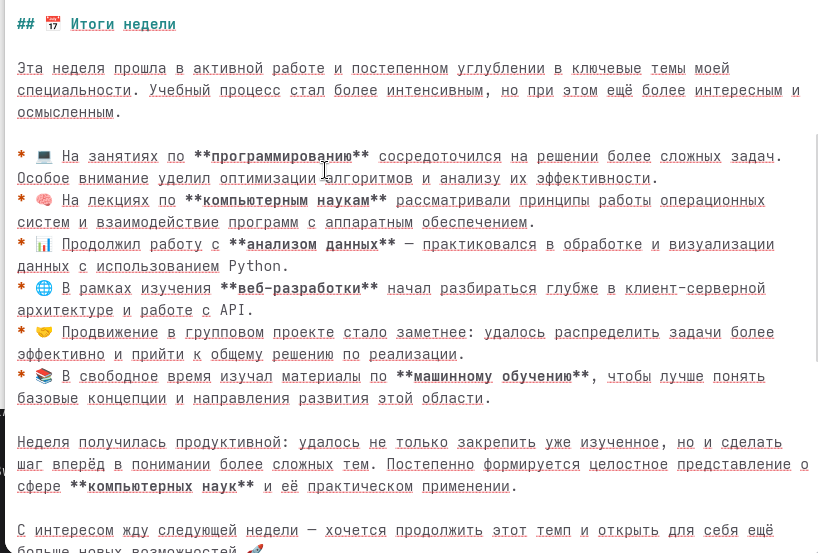 ## 📅 Итоги недели
Эта неделя прошла в активной работе и постепенном углублении в ключевые темы моей
специальности. Учебный процесс стал более интенсивным, но при этом ещё более интересным и
осмысленным.
* 💻 На занятиях по **программированию** сосредоточился на решении более сложных задач.
Особое внимание уделил оптимизации алгоритмов и анализу их эффективности.
* 🧠 На лекциях по **компьютерным наукам** рассматривали принципы работы операционных
систем и взаимодействие программ с аппаратным обеспечением.
* 📊 Продолжил работу с **анализом данных** — практиковался в обработке и визуализации
данных с использованием Python.
* 🌐 В рамках изучения **веб-разработки** начал разбираться глубже в клиент-серверной
архитектуре и работе с API.
* 🤝 Продвижение в групповом проекте стало заметнее: удалось распределить задачи более
эффективно и прийти к общему решению по реализации.
* 📚 В свободное время изучал материалы по **машинному обучению**, чтобы лучше понять
базовые концепции и направления развития этой области.
Неделя получилась продуктивной: удалось не только закрепить уже изученное, но и сделать
шаг вперёд в понимании более сложных тем. Постепенно формируется целостное представление о
сфере **компьютерных наук** и её практическом применении.
С интересом жду следующей недели — хочется продолжить этот темп и открыть для себя ещё
больше новых возможностей 🚀